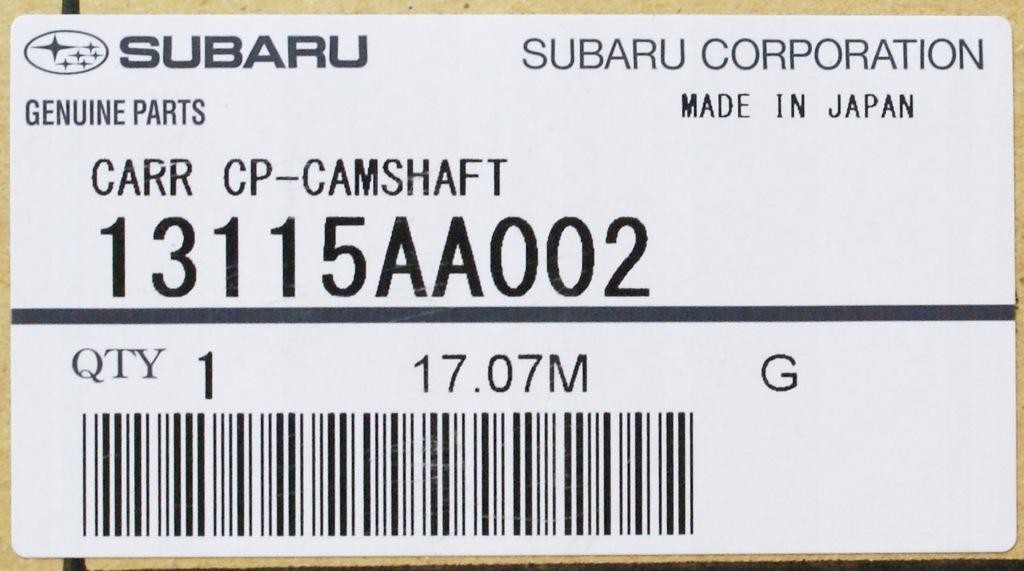 SUBARU
SUBARU CORPORATION
GENUINE PARTS
MADE IN JAPAN
CARR CP-CAMSHAFT
13115AA002
QTY 1 17.07M G